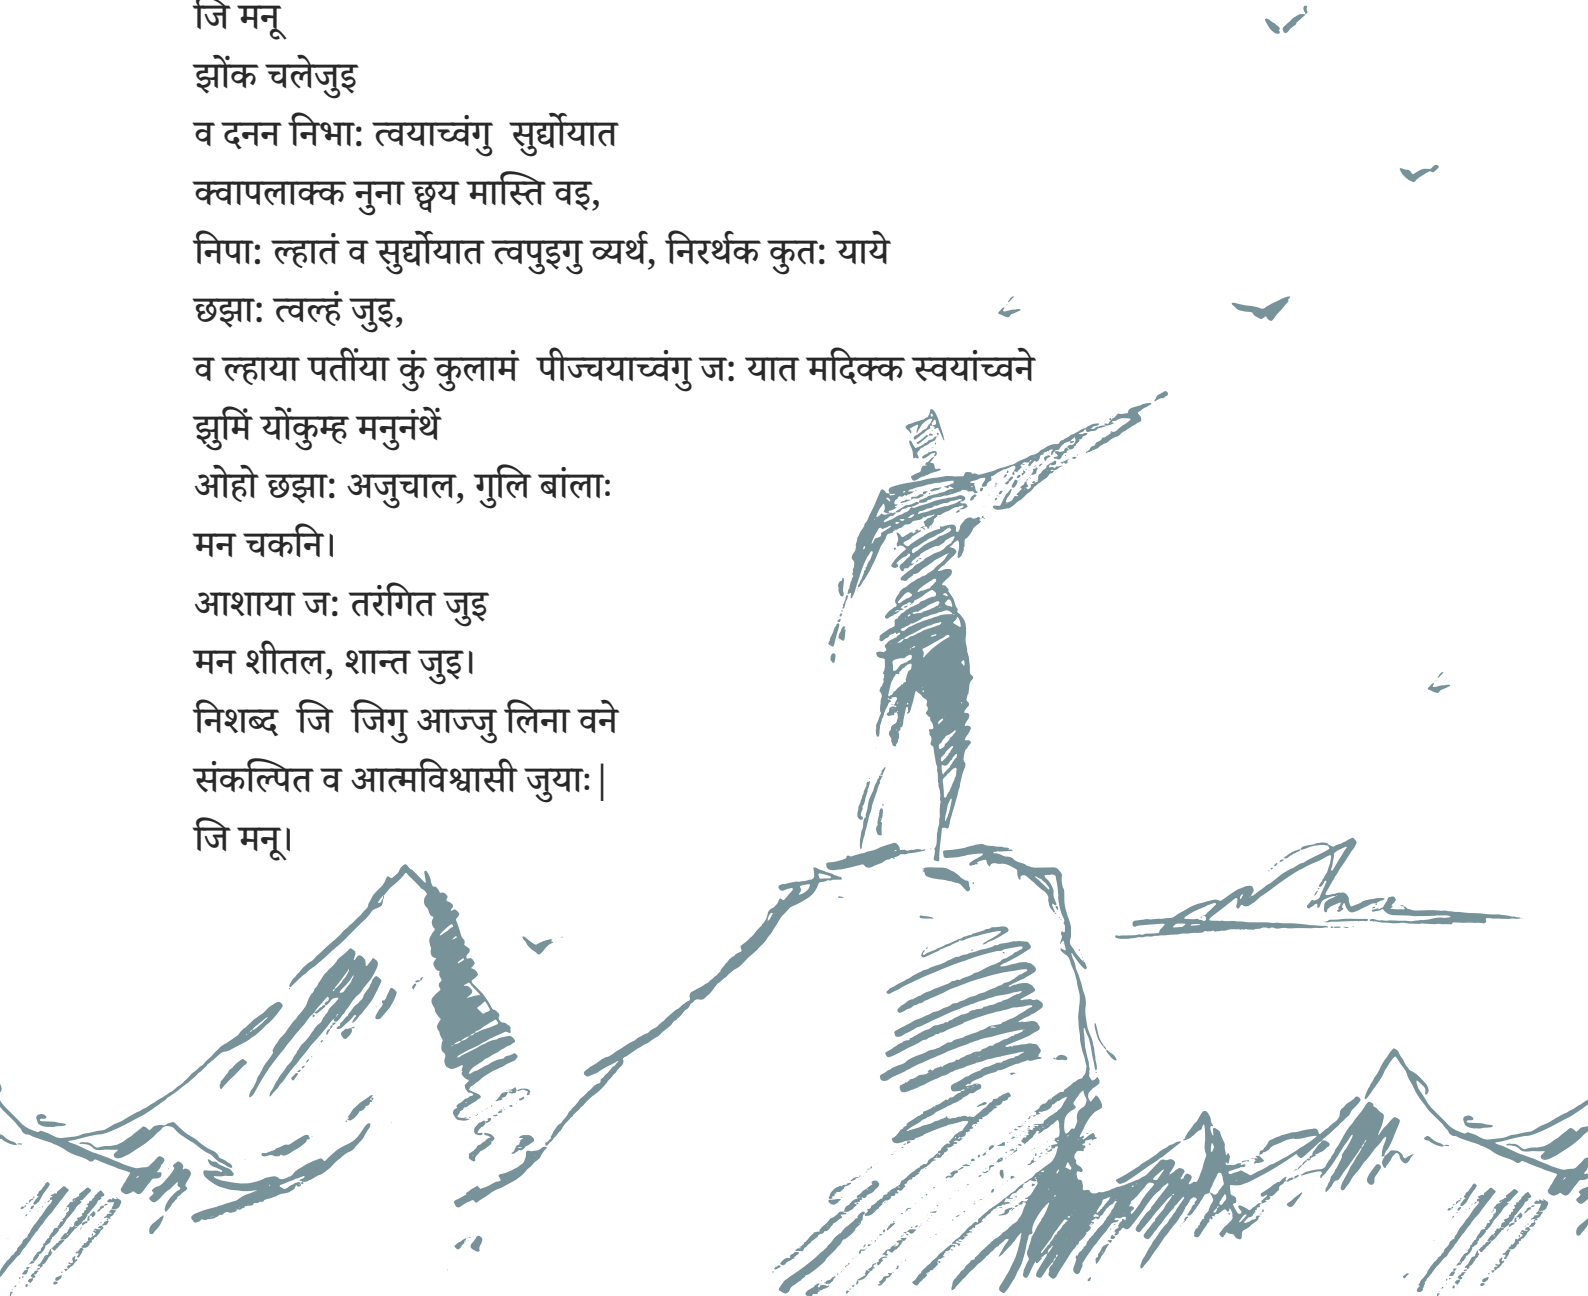 जि मनू
झोंक चलेजुइ
व दनन निभा: त्वयाच्वंगु सुर्द्योयात
क्वापलाक्क नुना छ्वय मास्ति वइ,
निपा: ल्हातं व सुर्द्योयात त्वपुइगु व्यर्थ, निरर्थक कुत: याये
छझा: त्वल्हं जुइ,
व ल्हाया पतींया कुं कुलामं पीज्वयाच्वंगु ज: यात मदिक्क स्वयांच्वने
झुमिं योंकुम्ह मनुनंथें
ओहो छझा: अजुचाल, गुलि बांलाः
मन चकनि।
आशाया ज: तरंगित जुइ
मन शीतल, शान्त जुइ।
निशब्द जि जिगु आज्जु लिना वने
संकल्पित व आत्मविश्वासी जुयाः|
जि मनू।